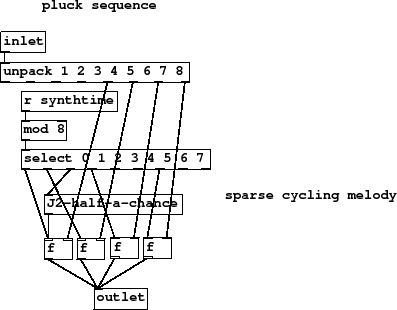 pluck sequence
inlet
unpack 1 2 3 4 5 6 7 8
r synthtime
mod 8
select 0 1 2 3 4 5 6 7
J2-half-a-chance
sparse cycling melody
f f f f
outlet